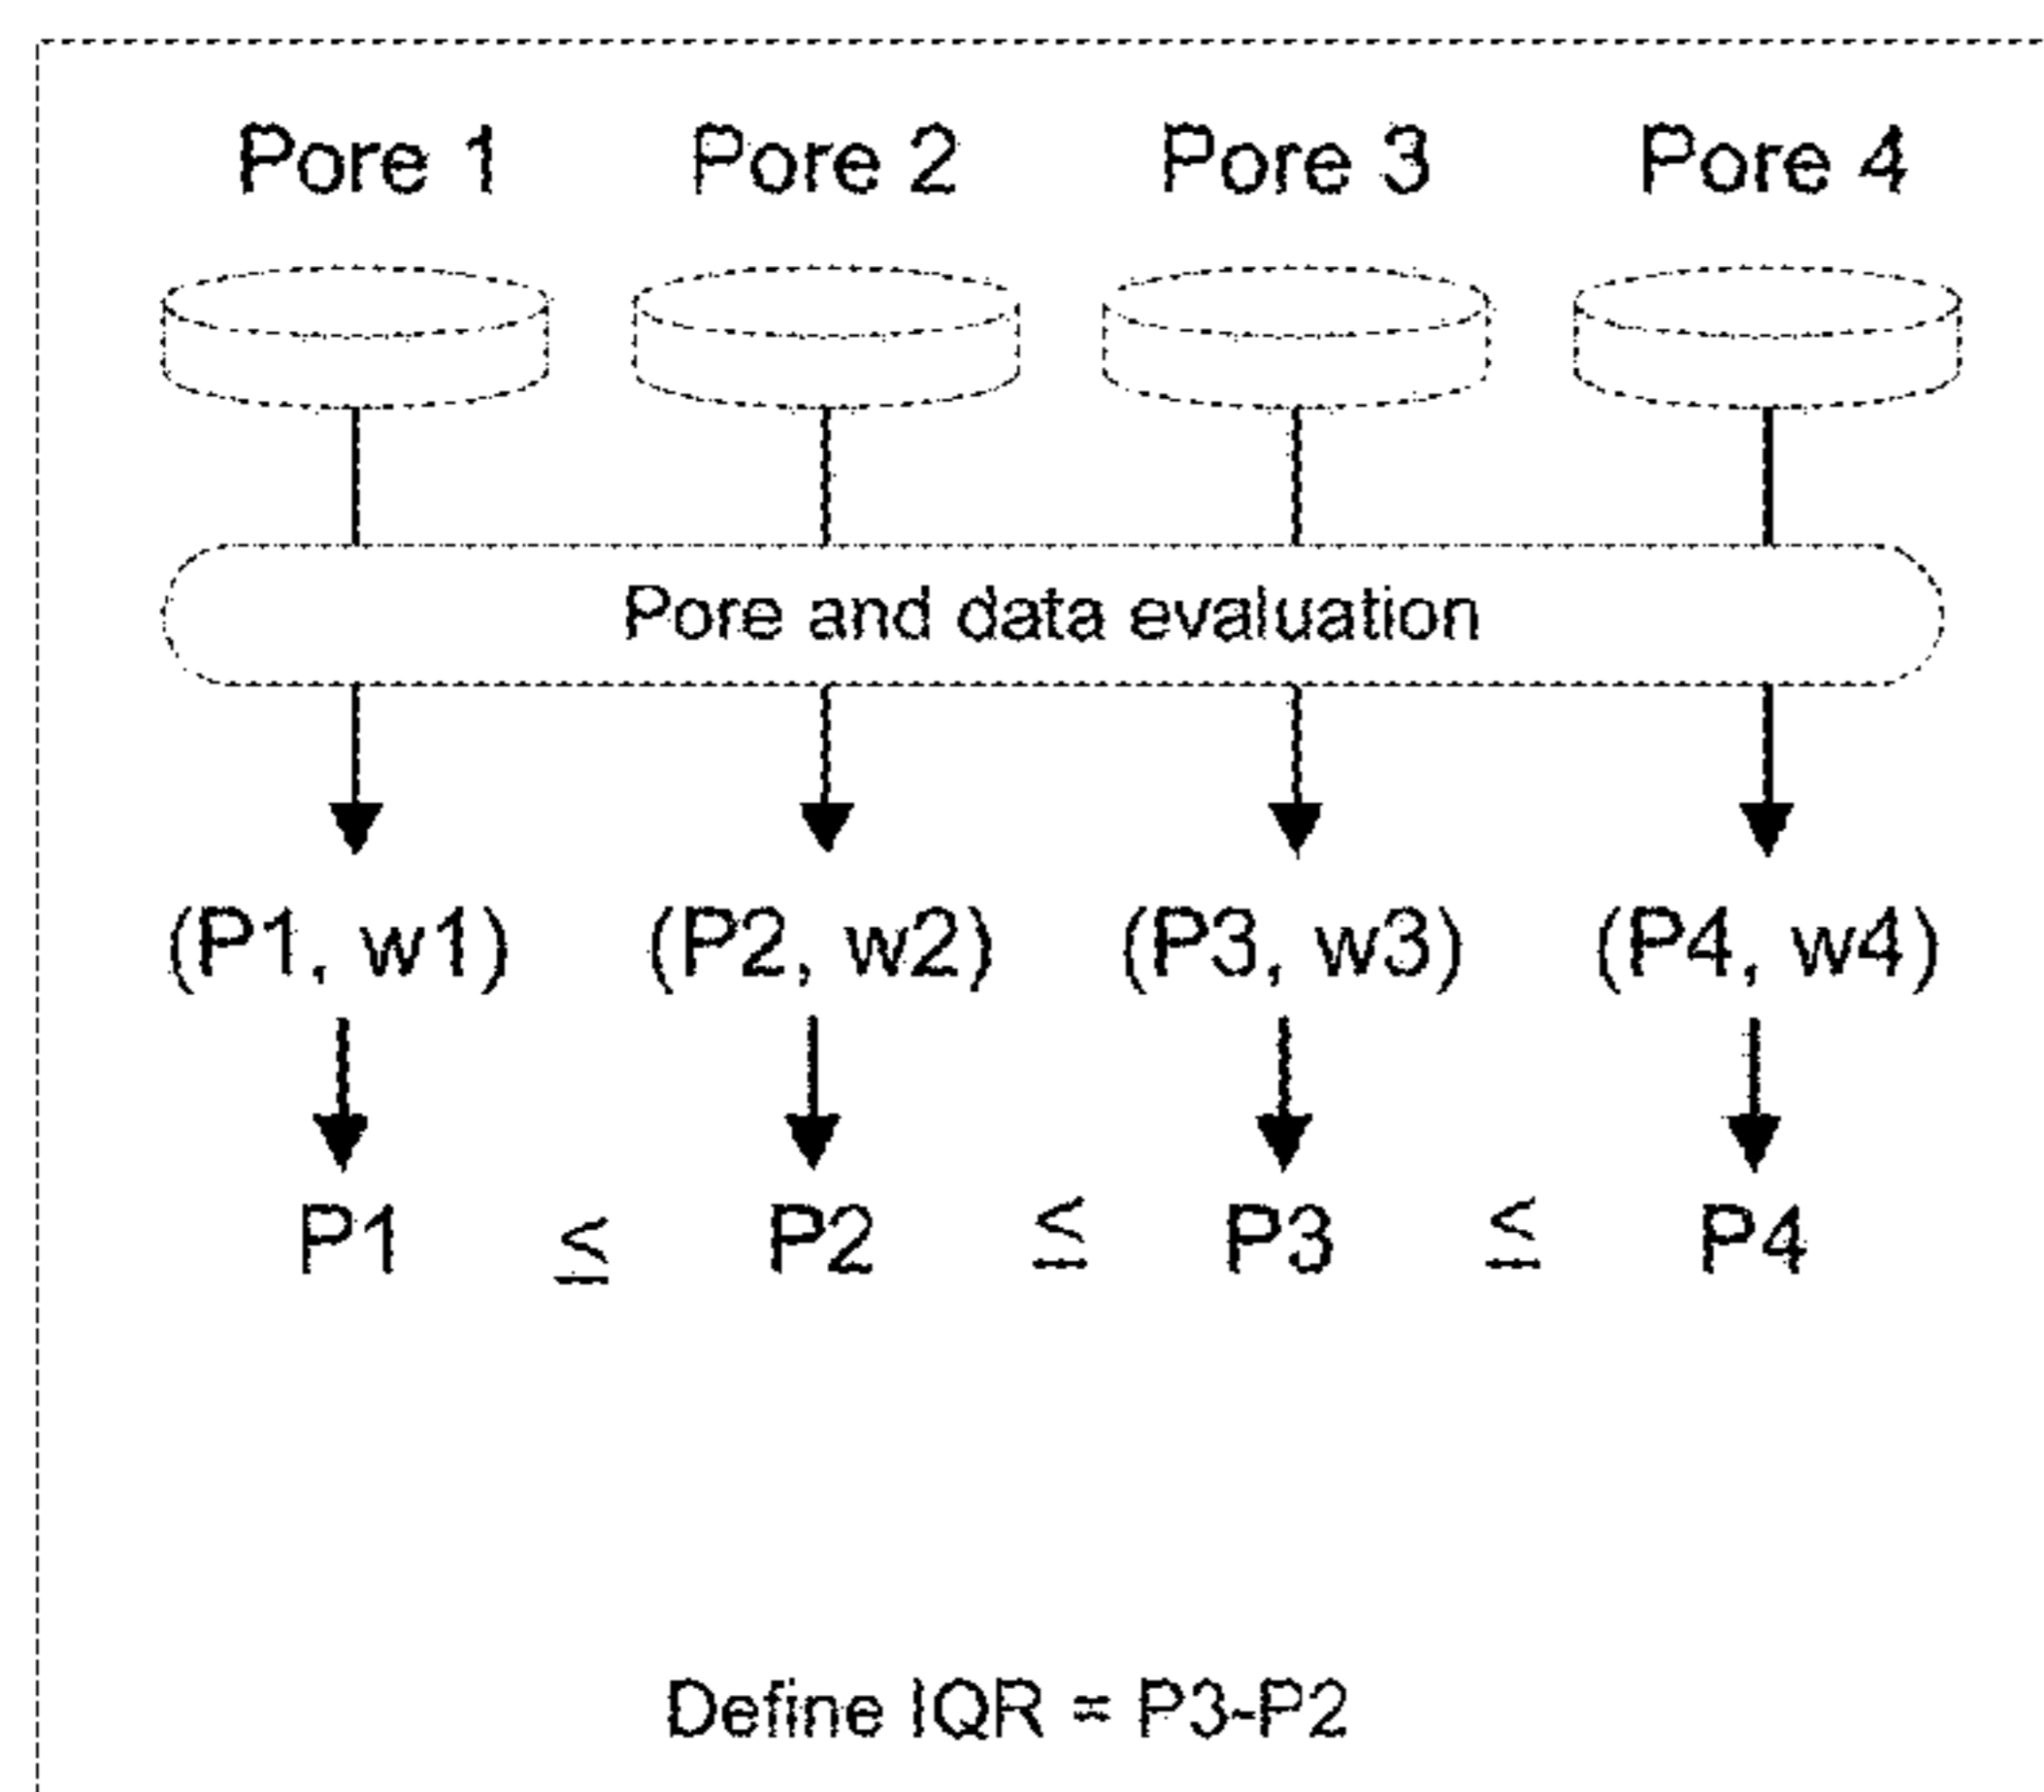 Pore 1 Pore 2 Pore 3 Pore 4
Pore and data evaluation
(P1, w1) (P2, w2) (P3, w3) (P4, w4)
P1 ≤ P2 ≤ P3 ≤ P4
Define IQR = P3-P2